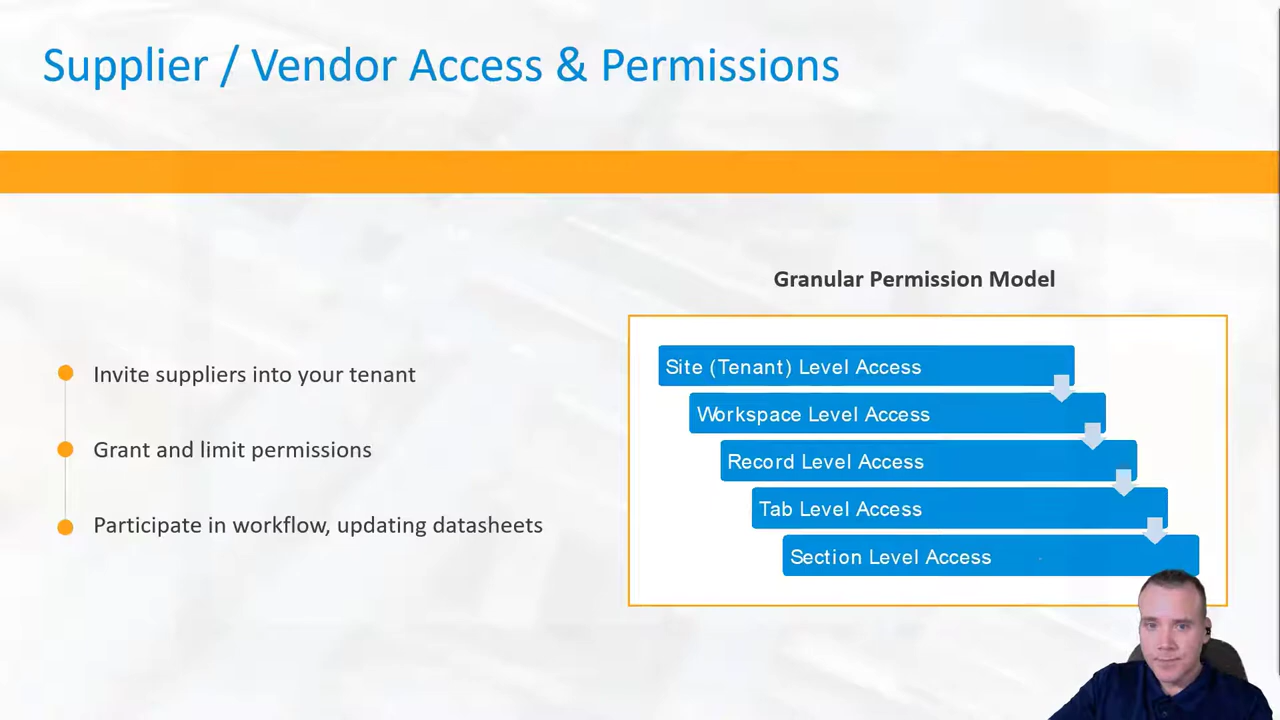 Supplier / Vendor Access & Permissions
Invite suppliers into your tenant
Grant and limit permissions
Participate in workflow, updating datasheets
Granular Permission Model
Site (Tenant) Level Access
Workspace Level Access
Record Level Access
Tab Level Access
Section Level Access